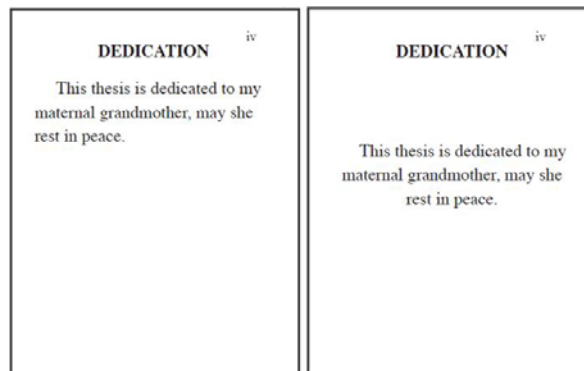 iv
DEDICATION
This thesis is dedicated to my
maternal grandmother, may she
rest in peace.
iv
DEDICATION
This thesis is dedicated to my
maternal grandmother, may she
rest in peace.